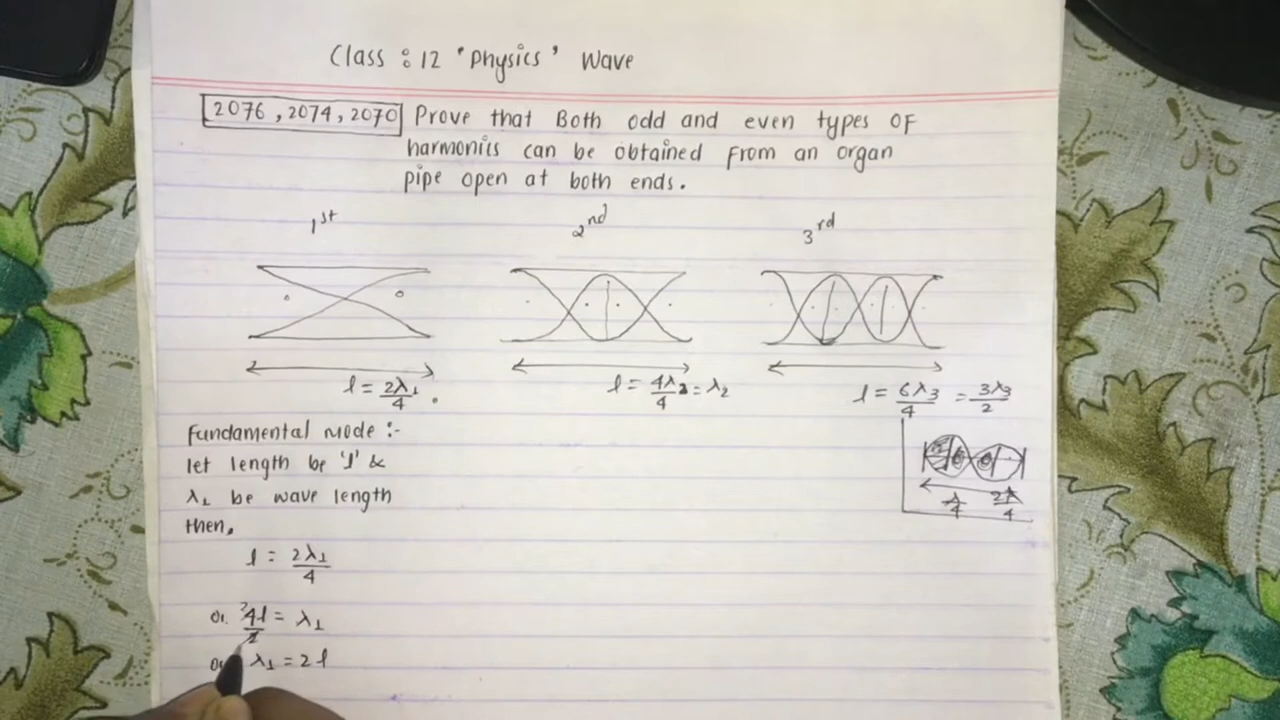 Class : 12 'Physics' Wave
2076, 2074, 2070 Prove that Both odd and even types OF
harmonics can be obtained from an organ
pipe open at both ends.
1st 2nd 3rd
l = 2λ1/4 . l = 4λ2/4 = λ2 l = 6λ3/4 = 3λ3/2
Fundamental mode :-
let length be 'l' &
λ1 be wave length
then,
l = 2λ1/4
or. 4l/2 = λ1
λ1 = 2l
λ/4 2λ/4